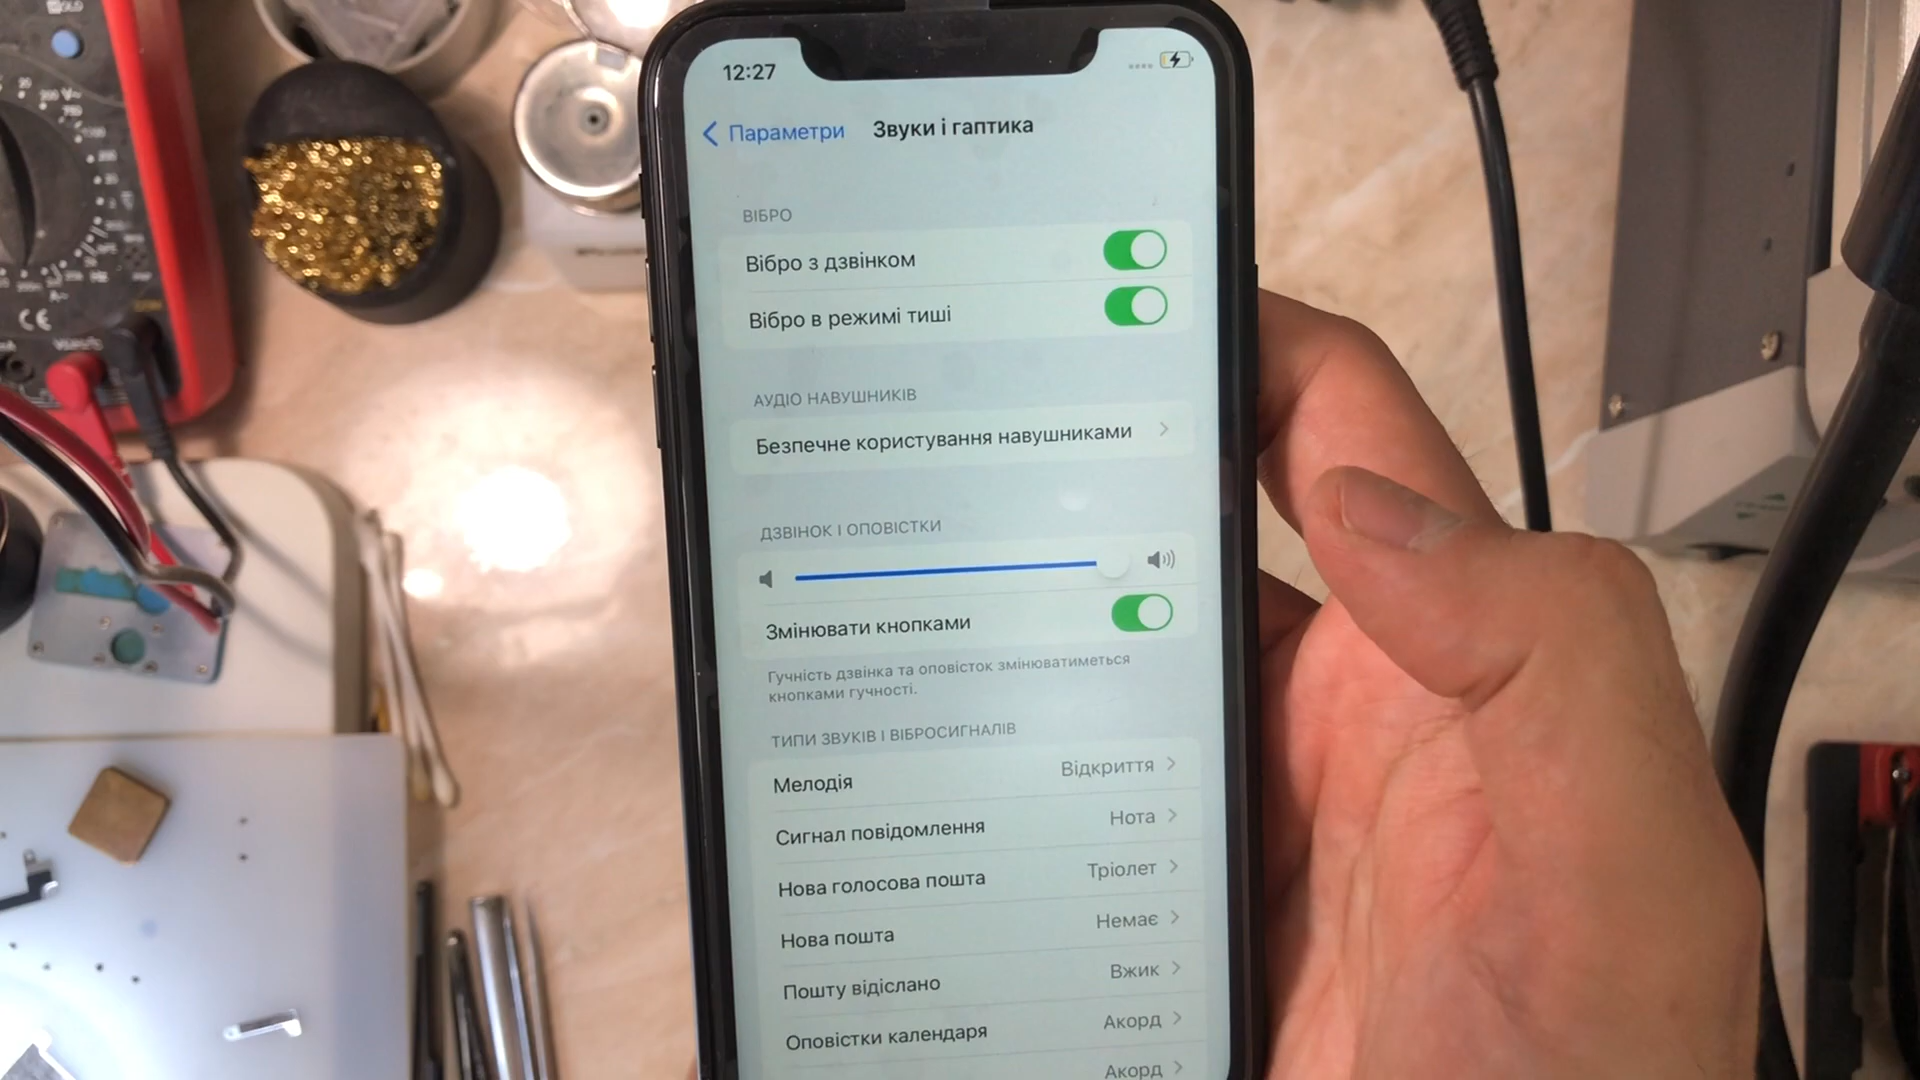 12:27
Параметри
Звуки і гаптика
ВІБРО
Вібро з дзвінком
Вібро в режимі тиші
АУДІО НАВУШНИКІВ
Безпечне користування навушниками
ДЗВІНОК І ОПОВІСТКИ
Змінювати кнопками
Гучність дзвінка та оповісток змінюватиметься
кнопками гучності.
ТИПИ ЗВУКІВ І ВІБРОСИГНАЛІВ
Мелодія Відкриття
Сигнал повідомлення Нота
Нова голосова пошта Тріолет
Нова пошта Немає
Пошту відіслано Вжик
Оповістки календаря Акорд
Акорд
CE